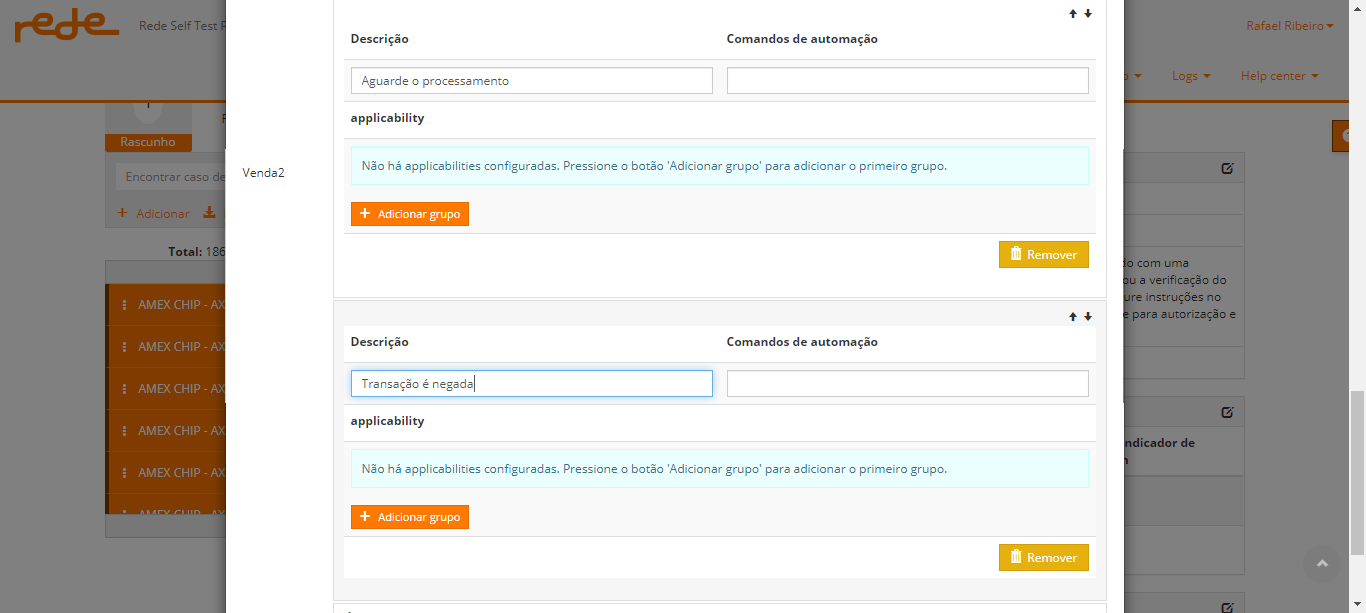 rede
Rede Self Test
Rafael Ribeiro
Logs
Help center
Descrição
Comandos de automação
Aguarde o processamento
applicability
Rascunho
Venda2
Não há applicabilities configuradas. Pressione o botão 'Adicionar grupo' para adicionar o primeiro grupo.
Encontrar caso de
+ Adicionar
+ Adicionar grupo
Total: 186
Remover
com uma
ou a verificação do
instruções no
para autorização e
AMEX CHIP - AX
AMEX CHIP - AX
AMEX CHIP - AX
AMEX CHIP - AX
AMEX CHIP - AX
AMEX CHIP - AX
Descrição
Comandos de automação
Transação é negada
applicability
Não há applicabilities configuradas. Pressione o botão 'Adicionar grupo' para adicionar o primeiro grupo.
ndicador de
+ Adicionar grupo
Remover